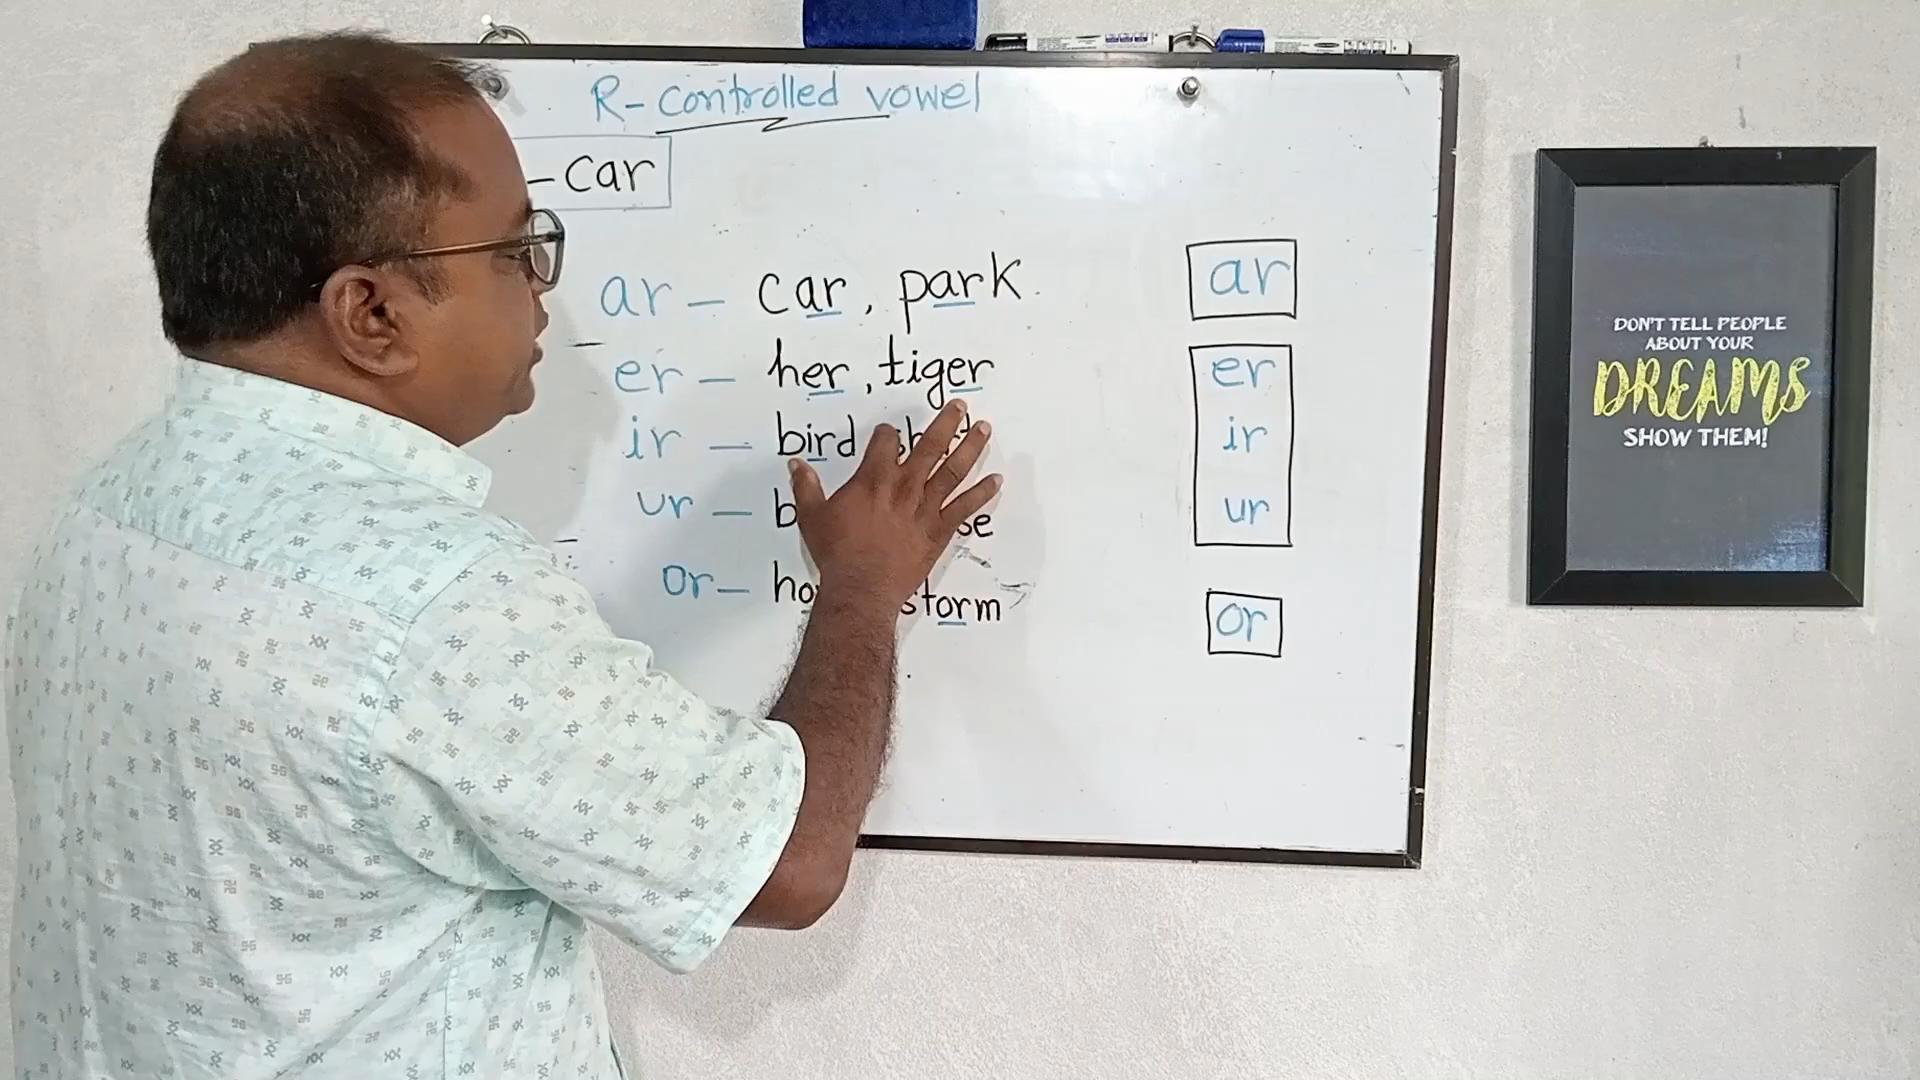 R-controlled vowel
- car
ar - car, park
er - her, tiger
ir - bird
ur -
or - storm
ar
er
ir
ur
or
DON'T TELL PEOPLE
ABOUT YOUR
DREAMS
SHOW THEM!